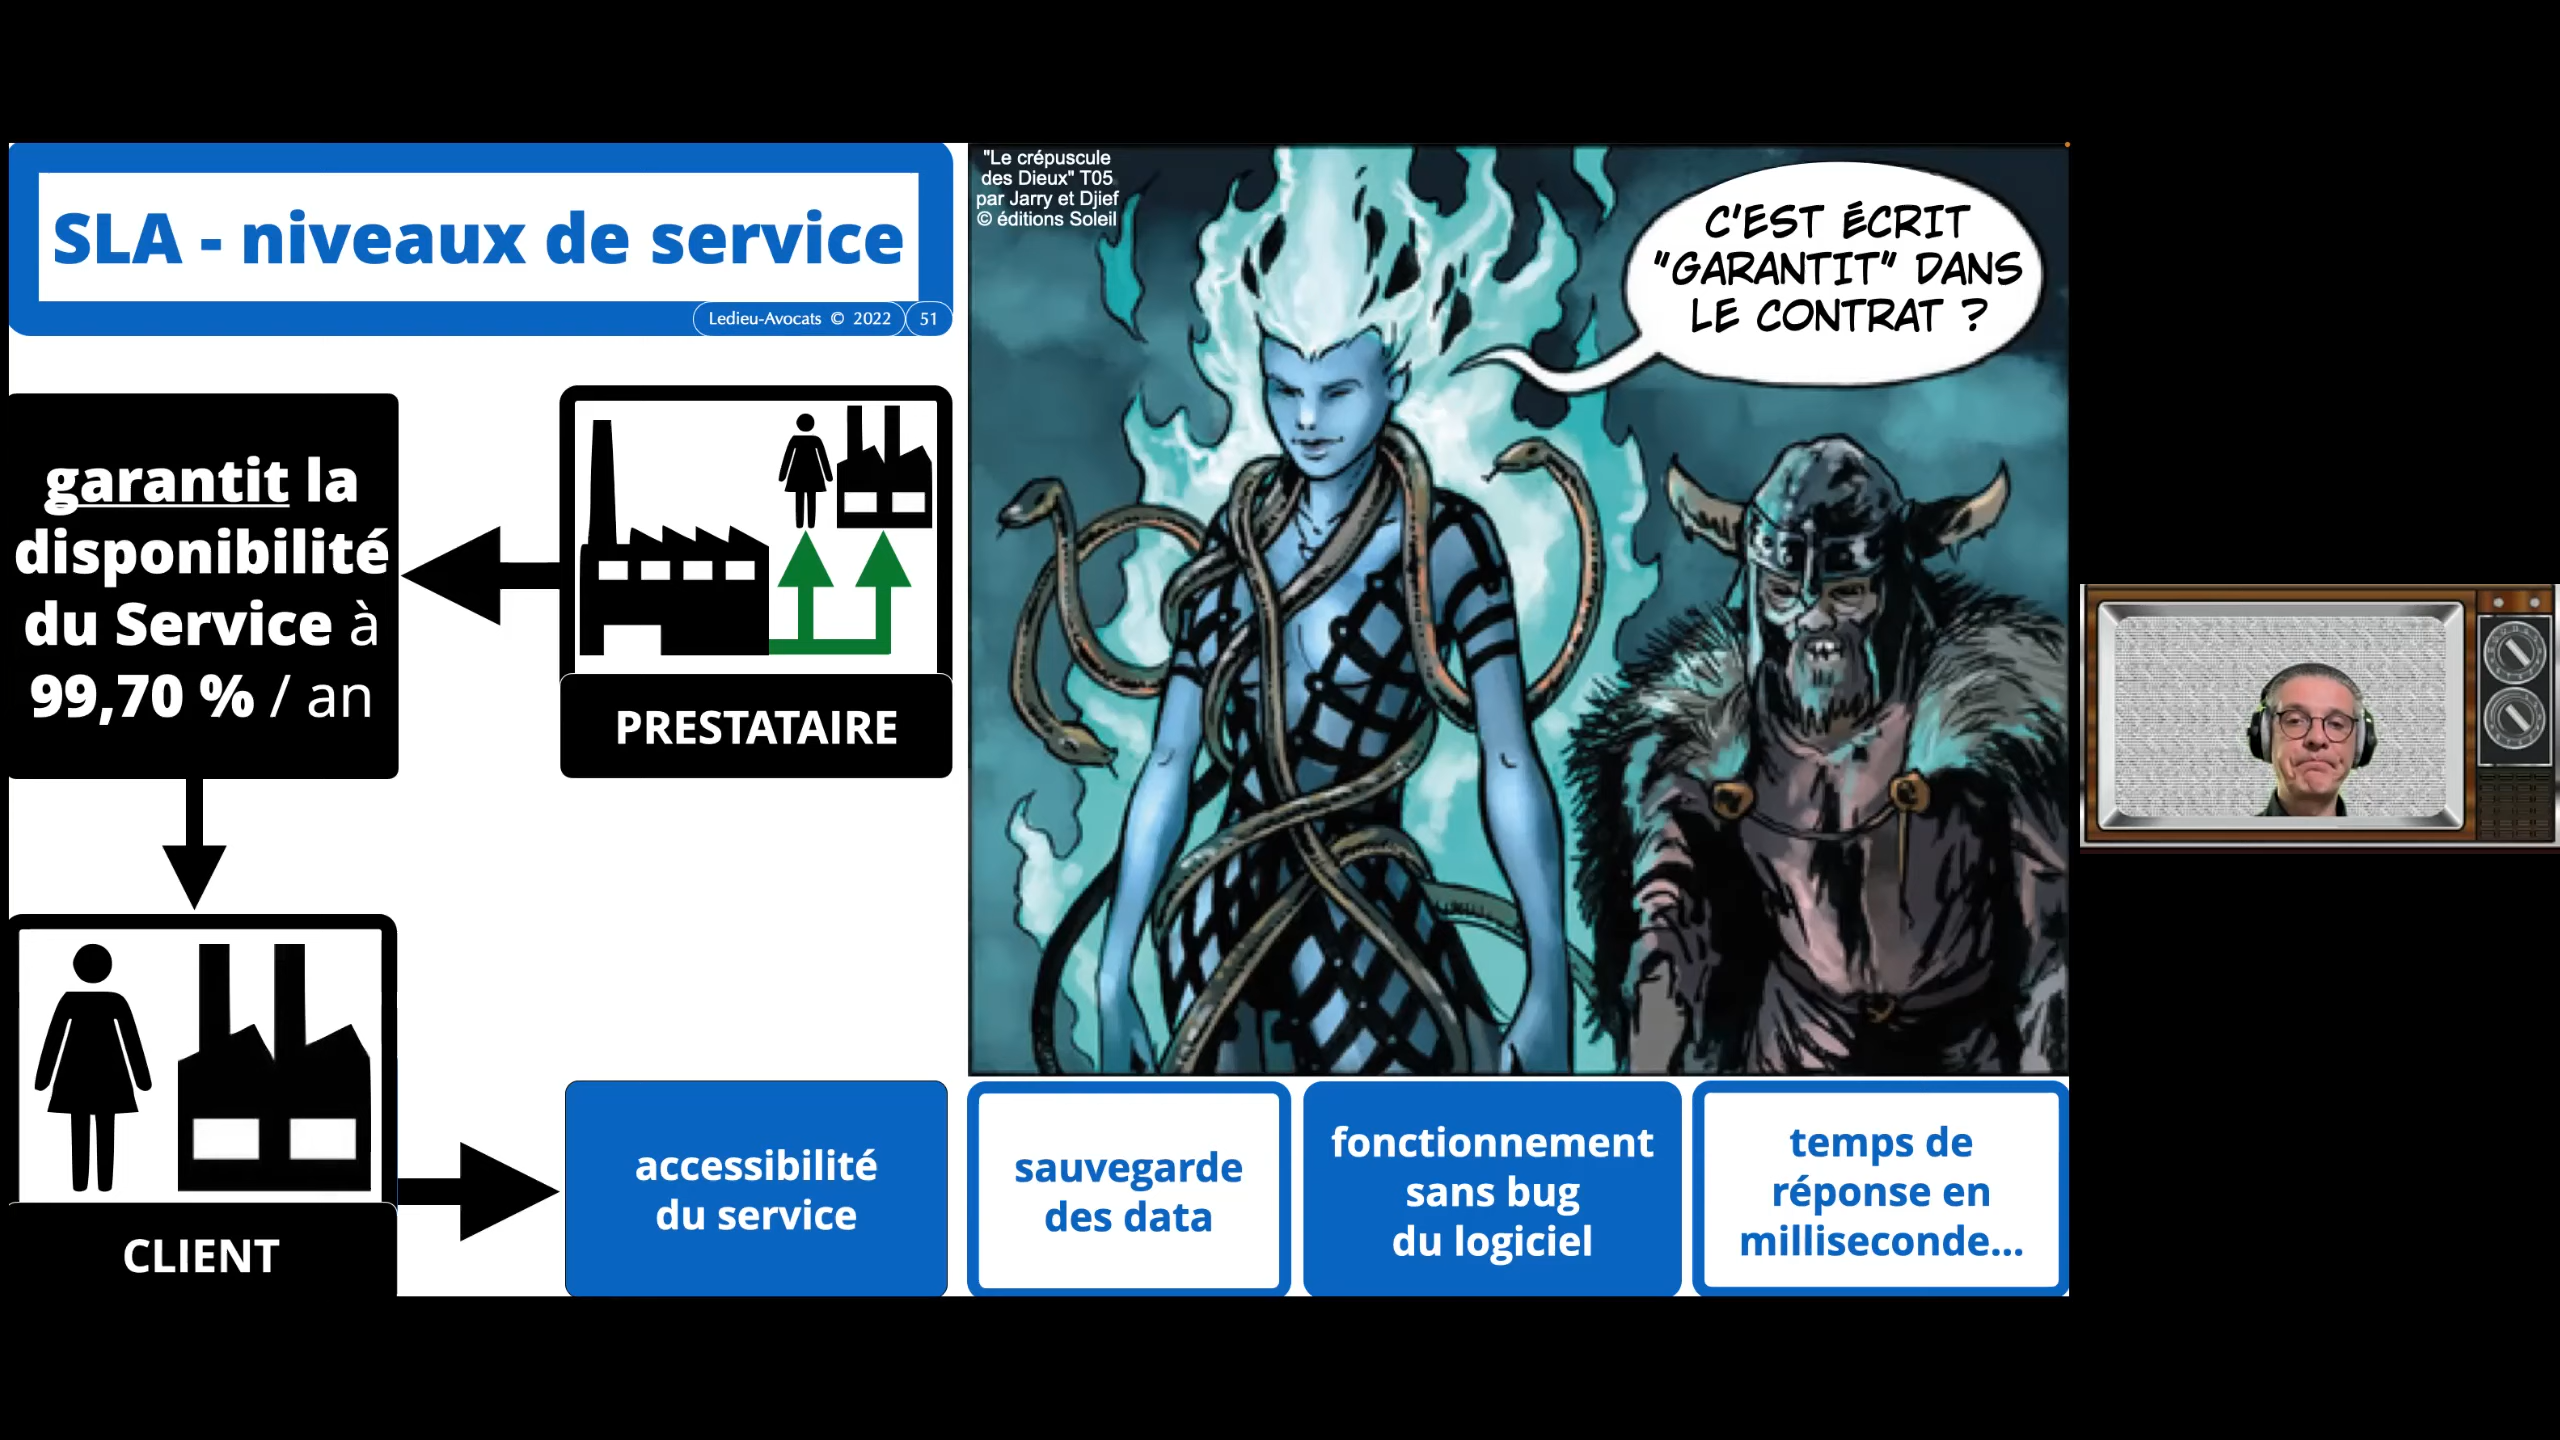 SLA - niveaux de service
Ledieu-Avocats © 2022 51
garantit la
disponibilité
du Service à
99,70 % / an
PRESTATAIRE
CLIENT
accessibilité
du service
"Le crépuscule
des Dieux" T05
par Jarry et Djief
© éditions Soleil
C'EST ÉCRIT
"GARANTIT" DANS
LE CONTRAT ?
sauvegarde
des data
fonctionnement
sans bug
du logiciel
temps de
réponse en
milliseconde...